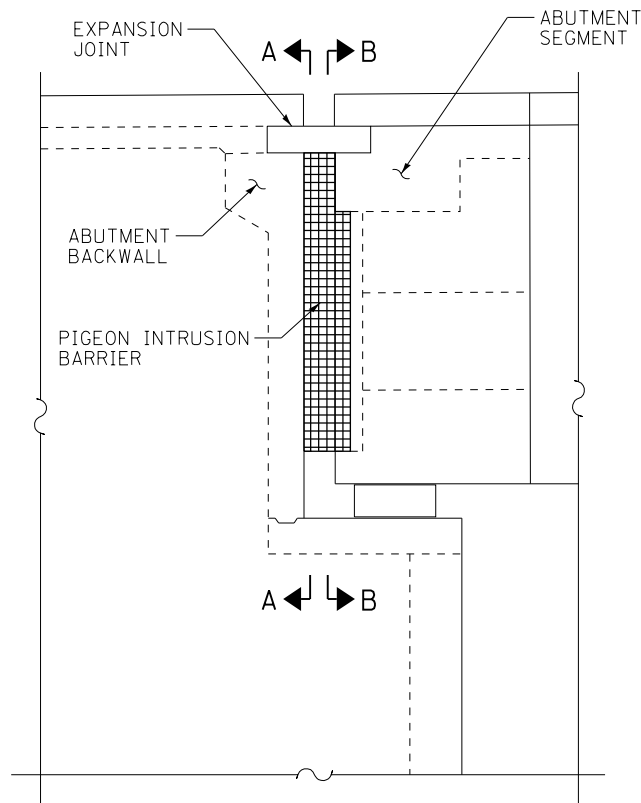 EXPANSION
JOINT
A B
ABUTMENT
SEGMENT
ABUTMENT
BACKWALL
PIGEON INTRUSION
BARRIER
A B